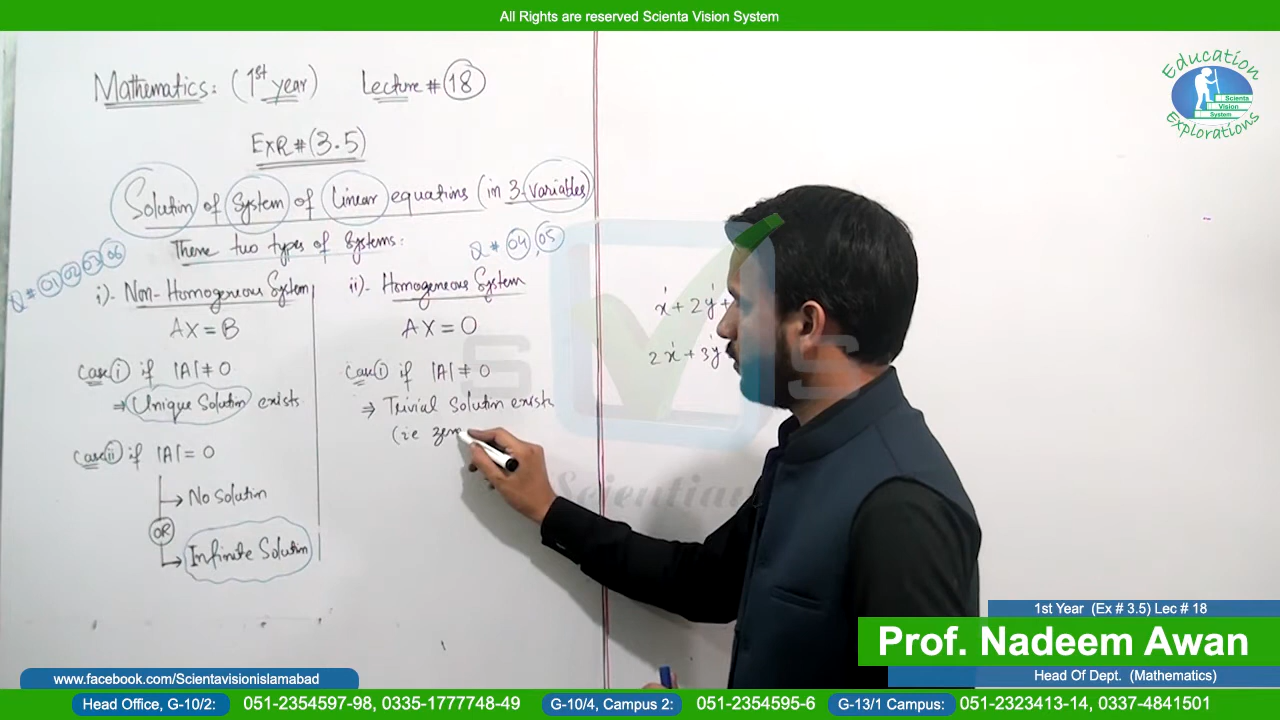 All Rights are reserved Scienta Vision System
Mathematics: (1st year) Lecture # 18
EXR # (3.5)
Solution of System of Linear equations (in 3-variables)
There two types of Systems:
Q # 01 02 03 06
i)- Non-Homogeneous System
AX = B
Case i if |A| ≠ 0
⇒ Unique Solution exists
Case ii if |A| = 0
→ No Solution
OR
→ Infinite Solution
Q # 04, 05
ii)- Homogeneous System
AX = O
Case i if |A| ≠ 0
⇒ Trivial Solution exists
(ie zero
x + 2y +
2x + 3y
Education
Scienta
Vision
System
Explorations
S S
Scientian
1st Year (Ex # 3.5) Lec # 18
Prof. Nadeem Awan
Head Of Dept. (Mathematics)
www.facebook.com/Scientavisionislamabad
Head Office, G-10/2: 051-2354597-98, 0335-1777748-49 G-10/4, Campus 2: 051-2354595-6 G-13/1 Campus: 051-2323413-14, 0337-4841501